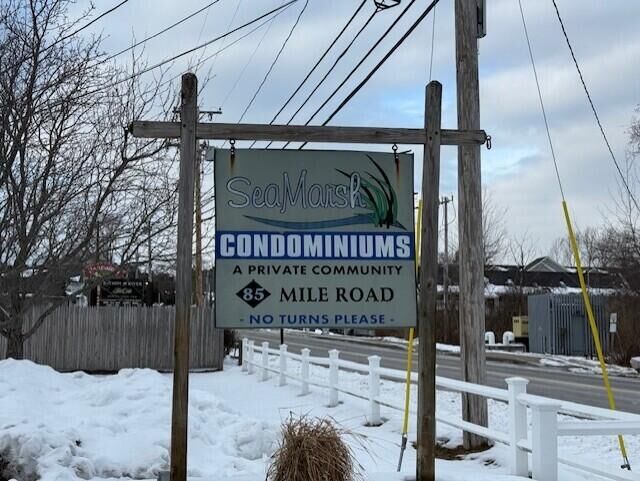 SeaMarsh
CONDOMINIUMS
A PRIVATE COMMUNITY
85 MILE ROAD
- NO TURNS PLEASE -